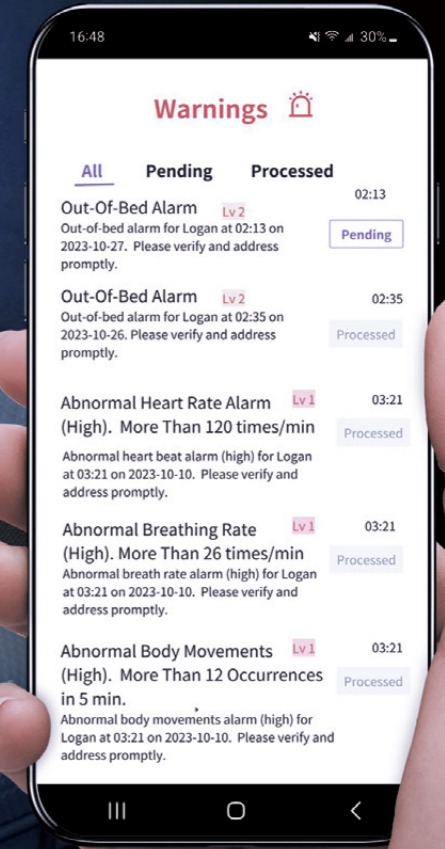 16:48
30%
Warnings
All Pending Processed
02:13
Out-Of-Bed Alarm Lv 2
Out-of-bed alarm for Logan at 02:13 on
2023-10-27. Please verify and address
promptly.
Pending
Out-Of-Bed Alarm Lv 2 02:35
Out-of-bed alarm for Logan at 02:35 on
2023-10-26. Please verify and address
promptly.
Processed
Abnormal Heart Rate Alarm Lv 1 03:21
(High). More Than 120 times/min
Processed
Abnormal heart beat alarm (high) for Logan
at 03:21 on 2023-10-10. Please verify and
address promptly.
Abnormal Breathing Rate Lv 1 03:21
(High). More Than 26 times/min
Processed
Abnormal breath rate alarm (high) for Logan
at 03:21 on 2023-10-10. Please verify and
address promptly.
Abnormal Body Movements Lv 1 03:21
(High). More Than 12 Occurrences
in 5 min.
Processed
Abnormal body movements alarm (high) for
Logan at 03:21 on 2023-10-10. Please verify and
address promptly.